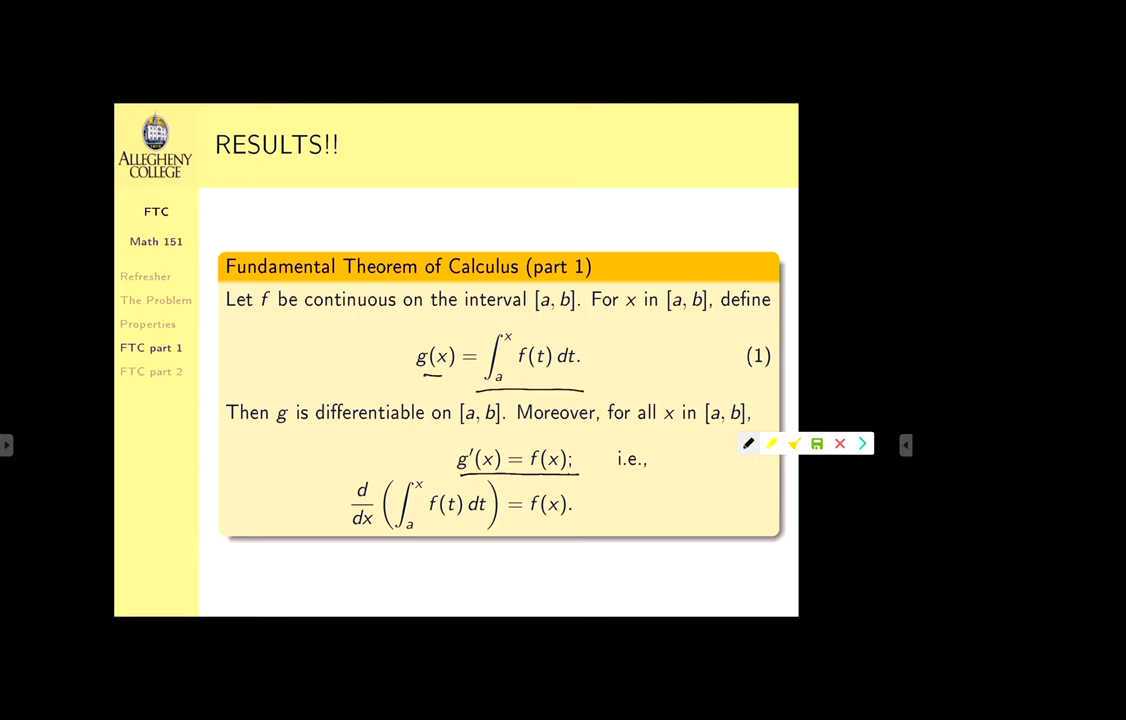 RESULTS!!
ALLEGHENY
COLLEGE
FTC
Math 151
Refresher
The Problem
Properties
FTC part 1
FTC part 2
Fundamental Theorem of Calculus (part 1)
Let f be continuous on the interval [a, b]. For x in [a, b], define
g(x) = ∫ₐˣ f(t) dt. (1)
Then g is differentiable on [a, b]. Moreover, for all x in [a, b],
g′(x) = f(x); i.e.,
d/dx (∫ₐˣ f(t) dt) = f(x).